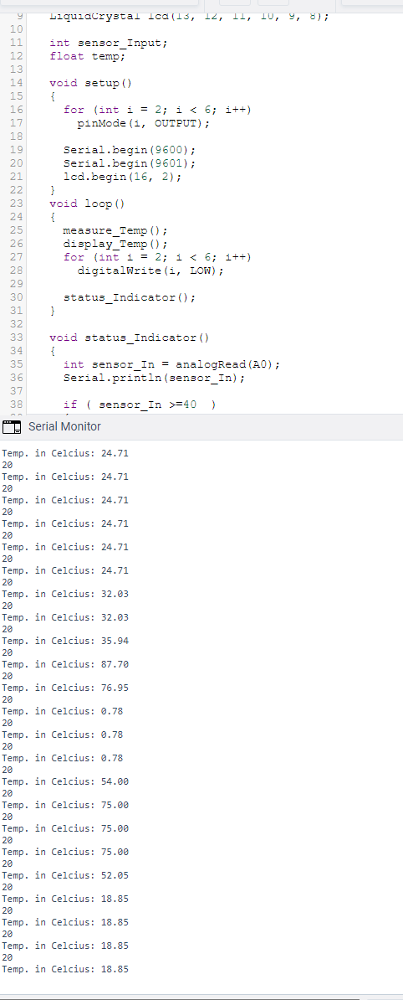 9 LiquidCrystal lcd(13, 12, 11, 10, 9, 8);
10
11 int sensor_Input;
12 float temp;
13
14 void setup()
15 {
16 for (int i = 2; i < 6; i++)
17 pinMode(i, OUTPUT);
18
19 Serial.begin(9600);
20 Serial.begin(9601);
21 lcd.begin(16, 2);
22 }
23 void loop()
24 {
25 measure_Temp();
26 display_Temp();
27 for (int i = 2; i < 6; i++)
28 digitalWrite(i, LOW);
29
30 status_Indicator();
31 }
32
33 void status_Indicator()
34 {
35 int sensor_In = analogRead(A0);
36 Serial.println(sensor_In);
37
38 if ( sensor_In >=40 )
Serial Monitor
Temp. in Celcius: 24.71
20
Temp. in Celcius: 24.71
20
Temp. in Celcius: 24.71
20
Temp. in Celcius: 24.71
20
Temp. in Celcius: 24.71
20
Temp. in Celcius: 24.71
20
Temp. in Celcius: 32.03
20
Temp. in Celcius: 32.03
20
Temp. in Celcius: 35.94
20
Temp. in Celcius: 87.70
20
Temp. in Celcius: 76.95
20
Temp. in Celcius: 0.78
20
Temp. in Celcius: 0.78
20
Temp. in Celcius: 0.78
20
Temp. in Celcius: 54.00
20
Temp. in Celcius: 75.00
20
Temp. in Celcius: 75.00
20
Temp. in Celcius: 75.00
20
Temp. in Celcius: 52.05
20
Temp. in Celcius: 18.85
20
Temp. in Celcius: 18.85
20
Temp. in Celcius: 18.85
20
Temp. in Celcius: 18.85